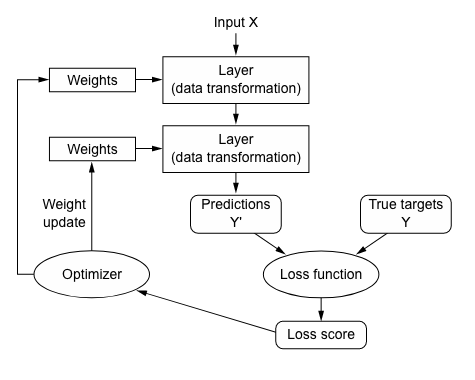 Input X
Layer
(data transformation)
Weights
Layer
(data transformation)
Weights
Weight
update
Predictions
Y'
True targets
Y
Optimizer
Loss function
Loss score